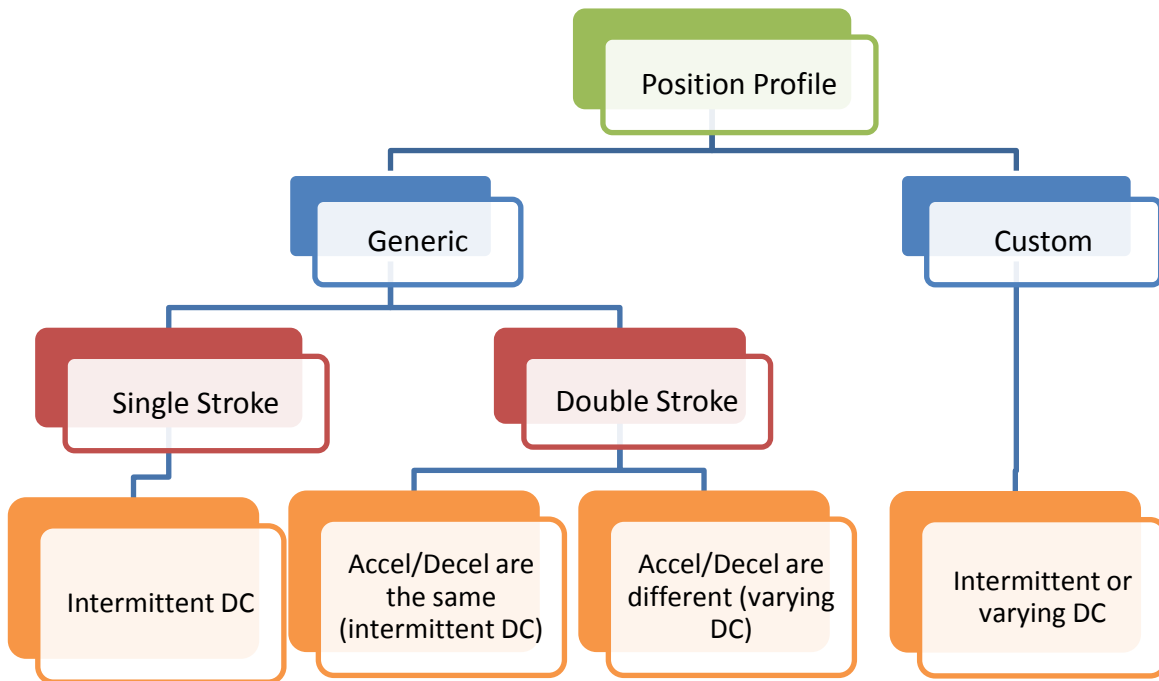 Position Profile
Generic
Custom
Single Stroke
Double Stroke
Intermittent DC
Accel/Decel are
the same
(intermittent DC)
Accel/Decel are
different (varying
DC)
Intermittent or
varying DC